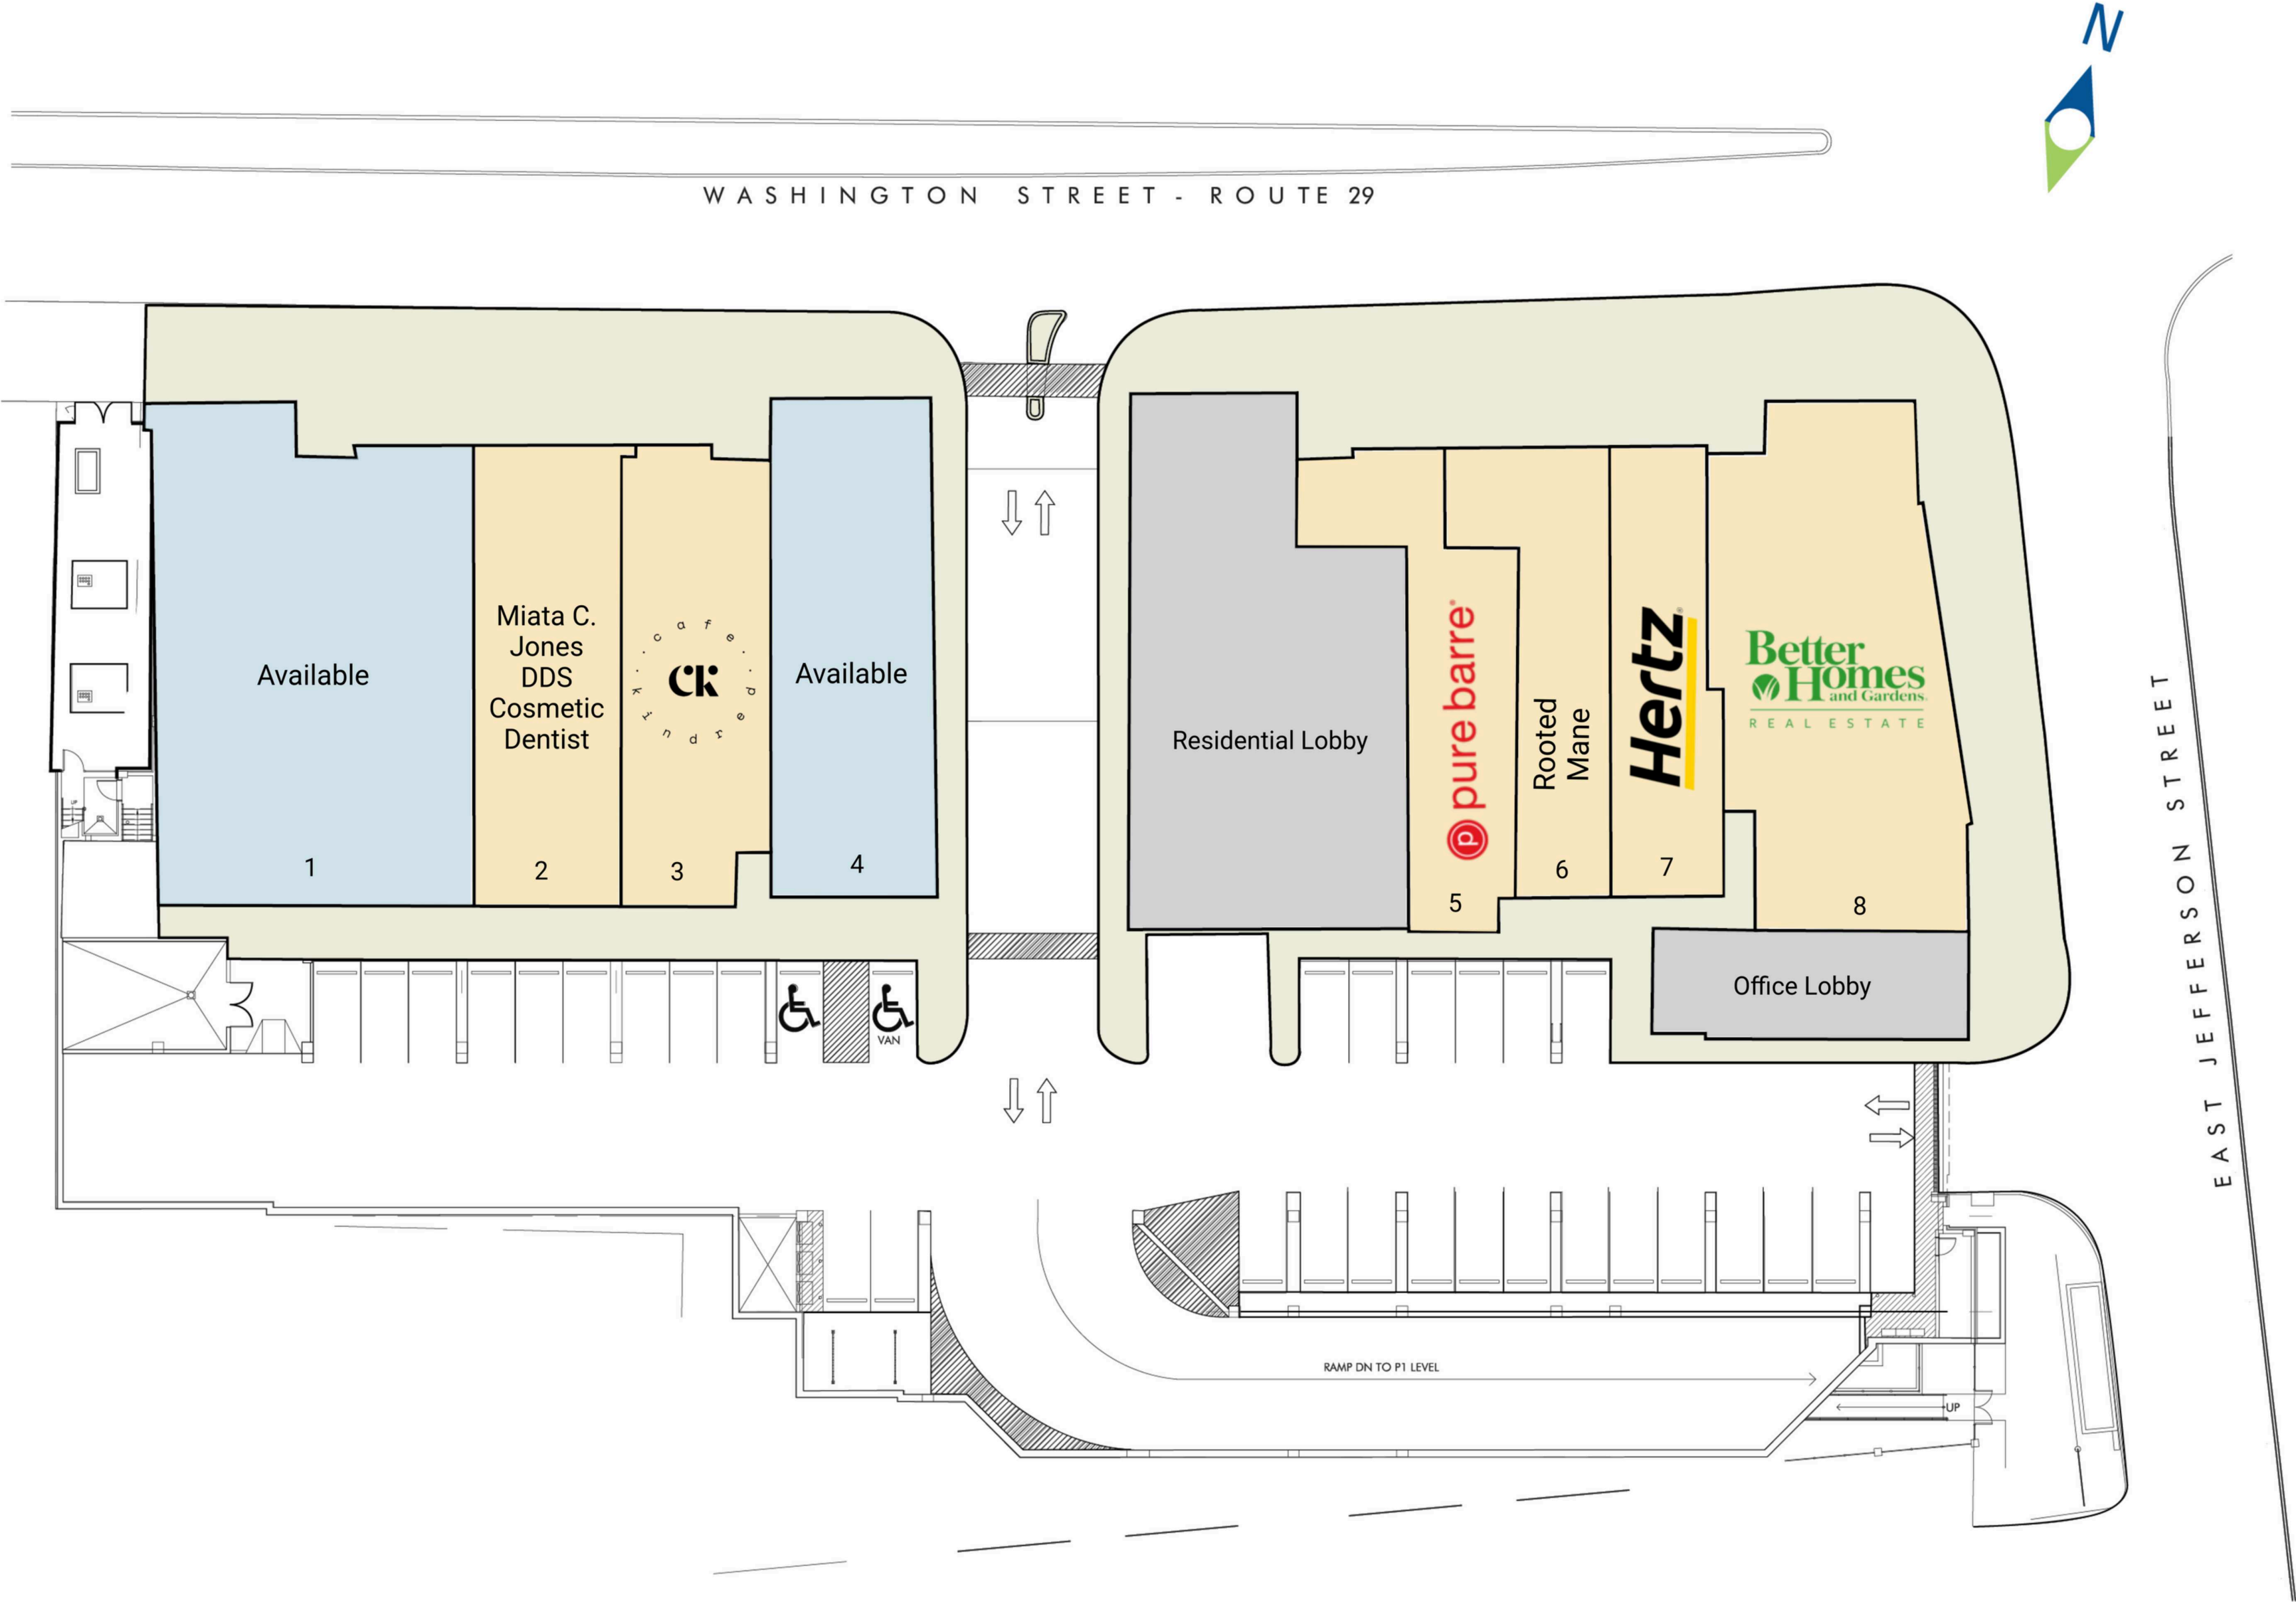 N
WASHINGTON STREET - ROUTE 29
Available
1
Miata C.
Jones
DDS
Cosmetic
Dentist
2
cafe
CK
kindred
3
Available
4
Residential Lobby
pure barre
p
5
Rooted
Mane
6
Hertz
7
Better
Homes
and Gardens
REAL ESTATE
8
Office Lobby
EAST JEFFERSON STREET
UP
VAN
RAMP DN TO P1 LEVEL
UP